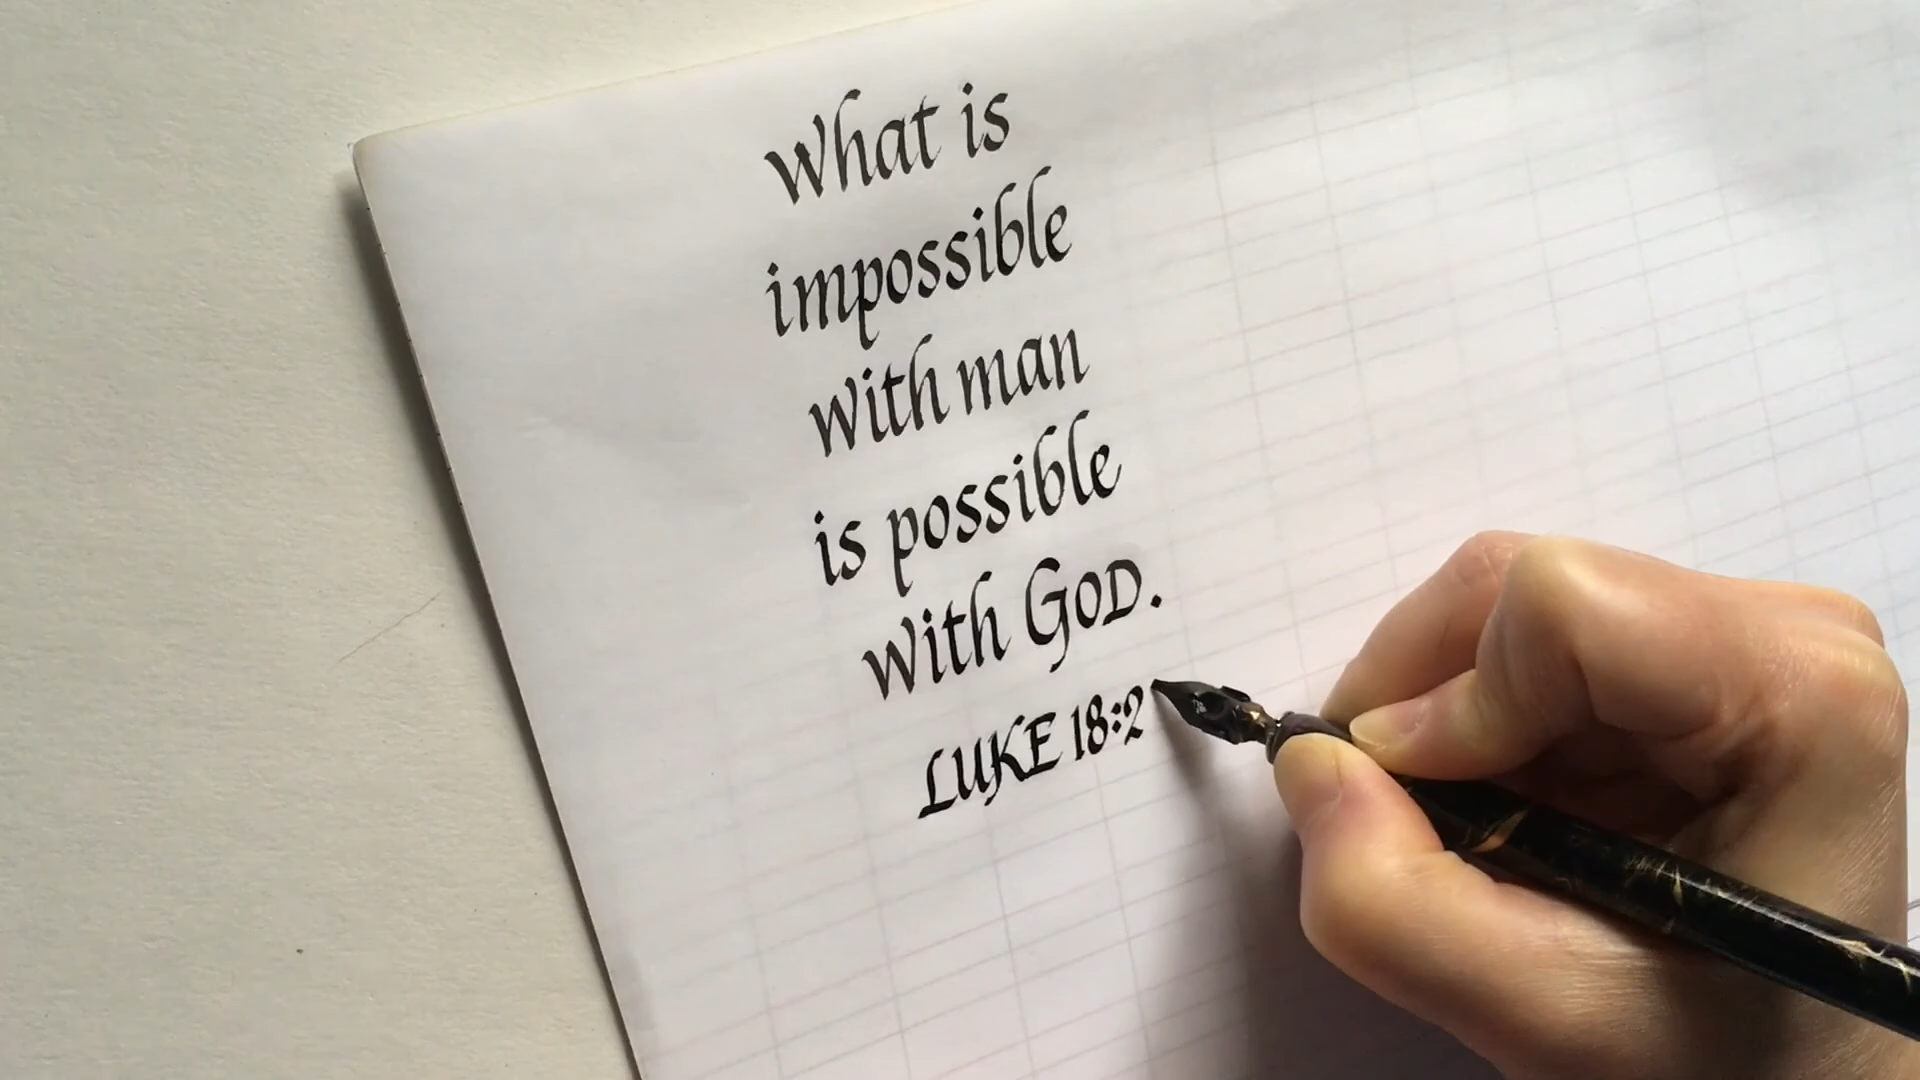 What is
impossible
with man
is possible
with GOD.
LUKE 18:2